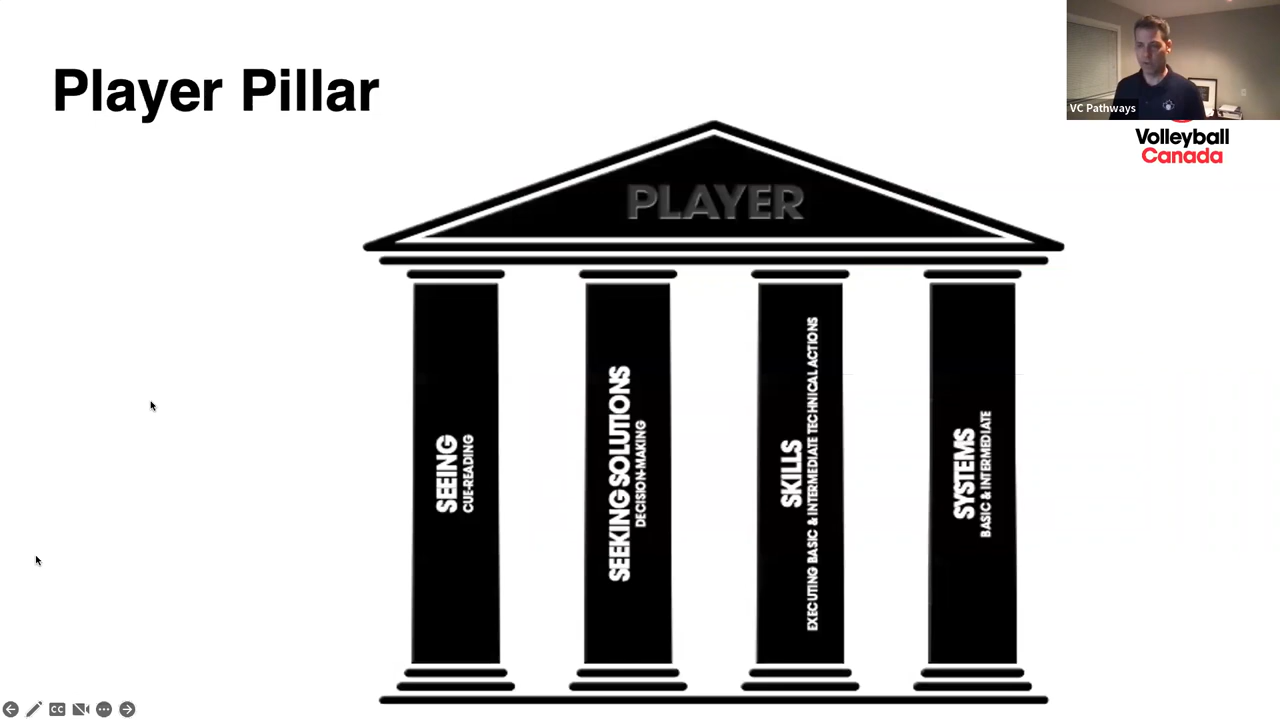 Player Pillar
VC Pathways
Volleyball
Canada
PLAYER
SEEING
CUE-READING
SEEKING SOLUTIONS
DECISION-MAKING
SKILLS
EXECUTING BASIC & INTERMEDIATE TECHNICAL ACTIONS
SYSTEMS
BASIC & INTERMEDIATE
CC